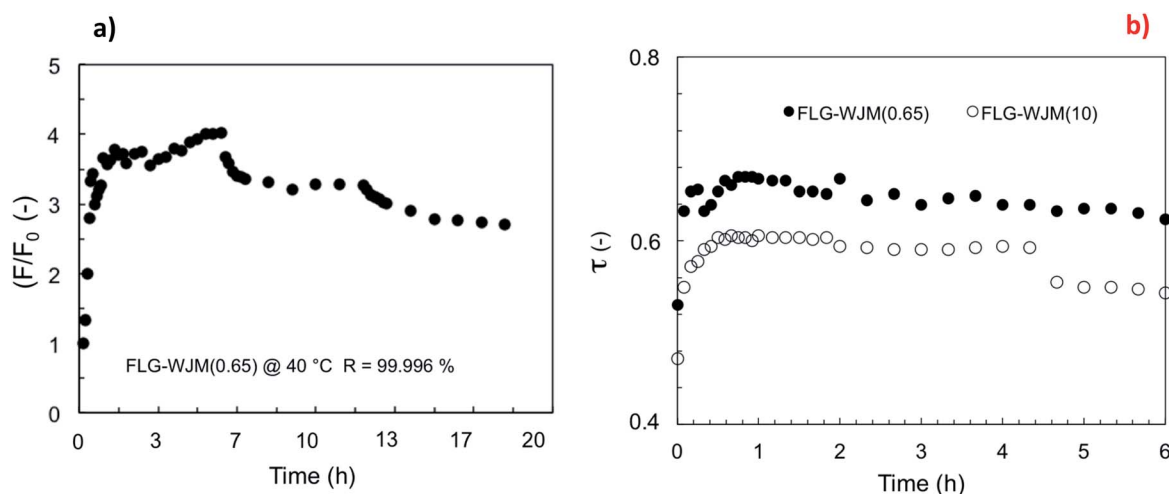 a)
5
4
3
2
1
0
(F/F0 (-)
FLG-WJM(0.65) @ 40 °C R = 99.996 %
0 3 7 10 13 17 20
Time (h)
b)
0.8
0.6
0.4
τ (-)
FLG-WJM(0.65) FLG-WJM(10)
0 1 2 3 4 5 6
Time (h)